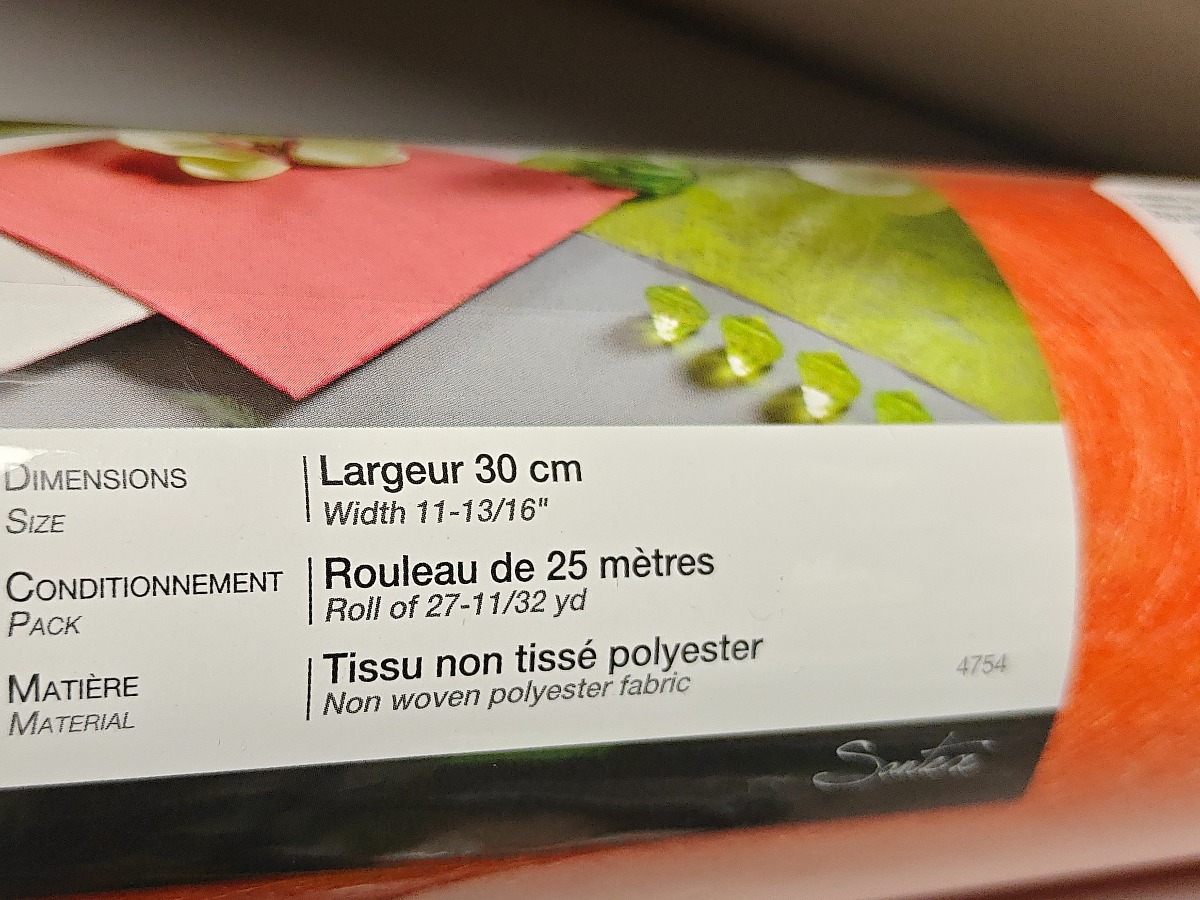 DIMENSIONS
SIZE
Largeur 30 cm
Width 11-13/16"
CONDITIONNEMENT
PACK
Rouleau de 25 mètres
Roll of 27-11/32 yd
MATIÈRE
MATERIAL
Tissu non tissé polyester
Non woven polyester fabric
4754
Santex